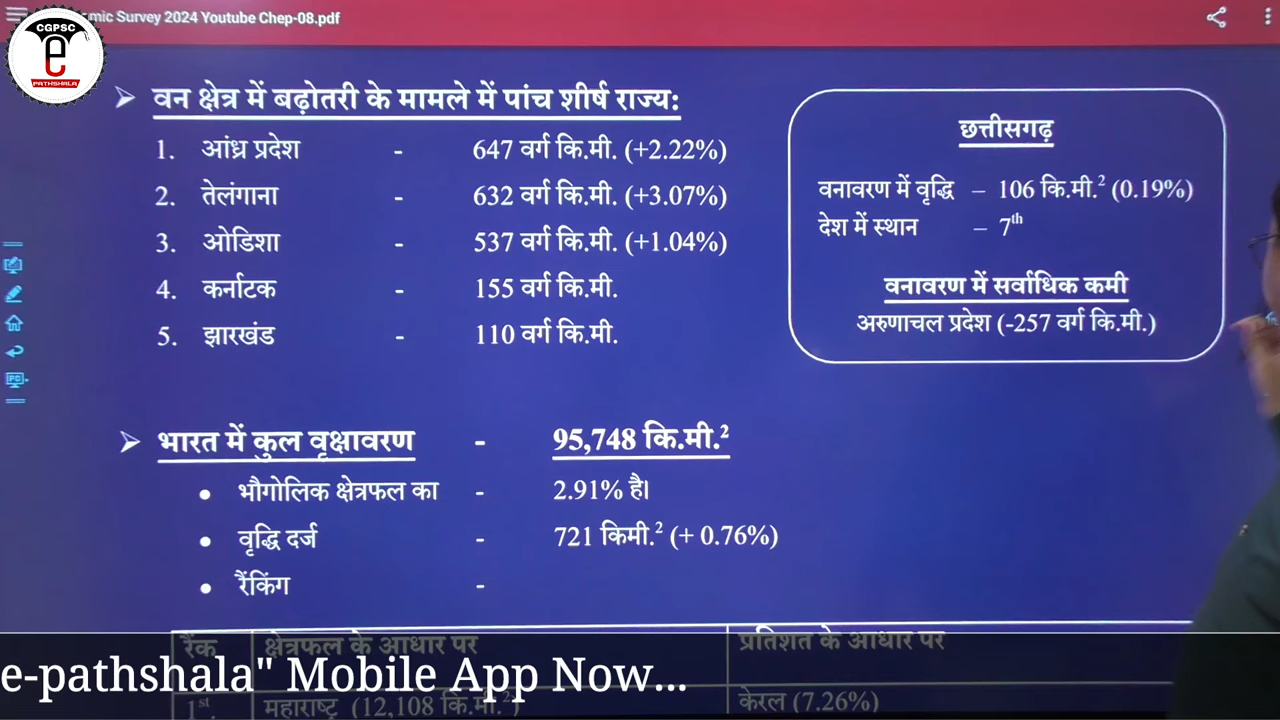 mic Survey 2024 Youtube Chep-08.pdf
CGPSC
e
PATHSHALA
➢ वन क्षेत्र में बढ़ोतरी के मामले में पांच शीर्ष राज्य:
1. आंध्र प्रदेश - 647 वर्ग कि.मी. (+2.22%)
2. तेलंगाना - 632 वर्ग कि.मी. (+3.07%)
3. ओडिशा - 537 वर्ग कि.मी. (+1.04%)
4. कर्नाटक - 155 वर्ग कि.मी.
5. झारखंड - 110 वर्ग कि.मी.
छत्तीसगढ़
वनावरण में वृद्धि – 106 कि.मी.² (0.19%)
देश में स्थान – 7th
वनावरण में सर्वाधिक कमी
अरुणाचल प्रदेश (-257 वर्ग कि.मी.)
➢ भारत में कुल वृक्षावरण - 95,748 कि.मी.²
• भौगोलिक क्षेत्रफल का - 2.91% है।
• वृद्धि दर्ज - 721 किमी.² (+ 0.76%)
• रैंकिंग -
रैंक क्षेत्रफल के आधार पर प्रतिशत के आधार पर
1st. महाराष्ट्र (12,108 कि.मी.²) केरल (7.26%)
e-pathshala" Mobile App Now...